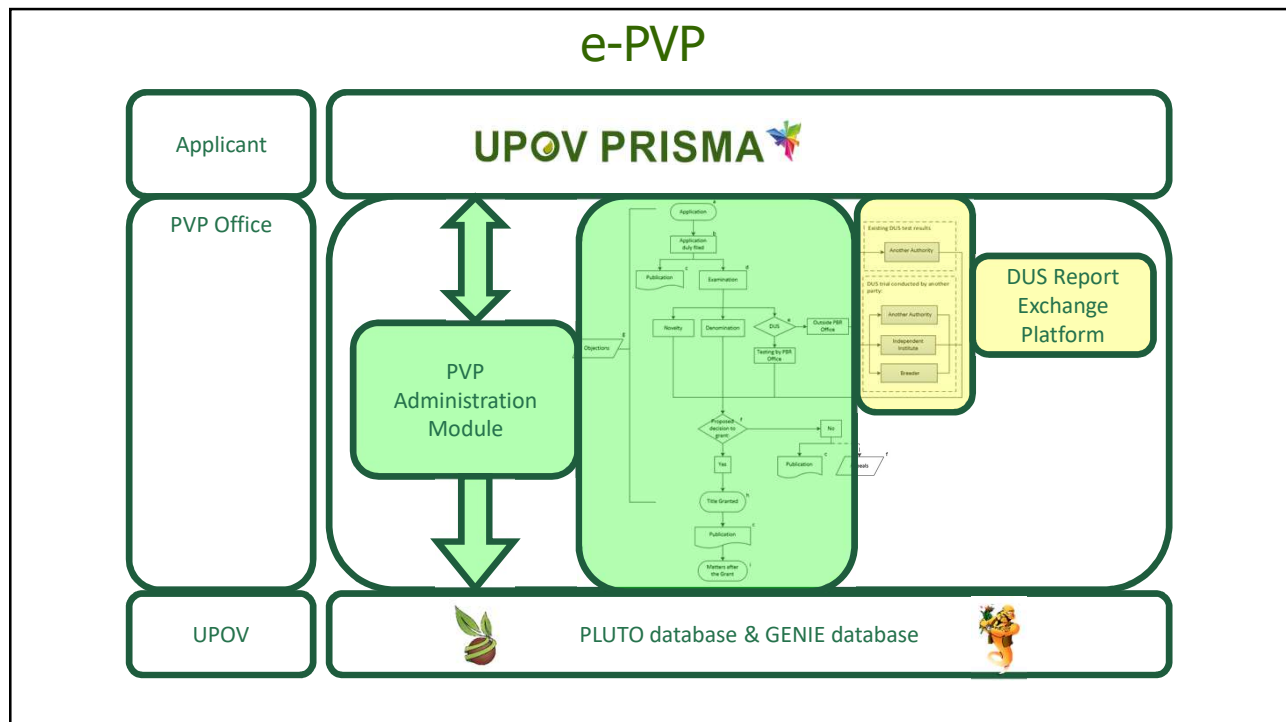 e-PVP
Applicant
UPOV PRISMA
PVP Office
a
Application
b
Application
duly filed
c
Publication
d
Examination
Novelty
Denomination
e
DUS
Outside PBR
Office
Testing by PBR
Office
g
Objections
Existing DUS test results
Another Authority
DUS trial conducted by another
party:
Another Authority
Independent
Institute
Breeder
DUS Report
Exchange
Platform
PVP
Administration
Module
f
Proposed
decision to
grant
No
Yes
c
Publication
f
h
Title Granted
c
Publication
i
Matters after
the Grant
UPOV
PLUTO database & GENIE database